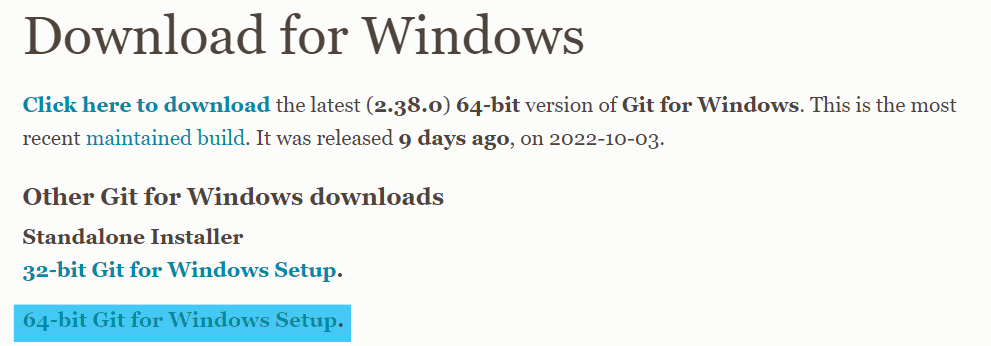 Download for Windows
Click here to download the latest (2.38.0) 64-bit version of Git for Windows. This is the most
recent maintained build. It was released 9 days ago, on 2022-10-03.
Other Git for Windows downloads
Standalone Installer
32-bit Git for Windows Setup.
64-bit Git for Windows Setup.